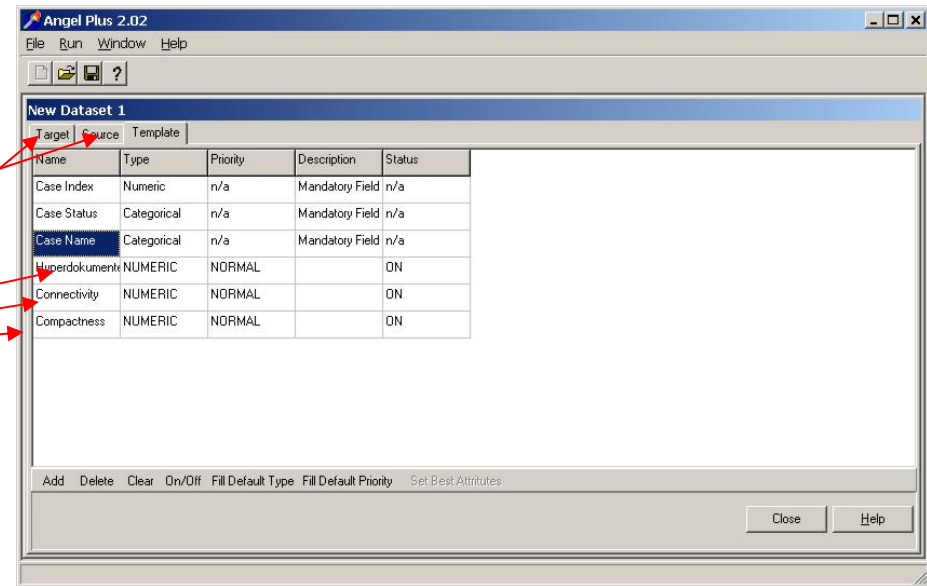 Angel Plus 2.02
File Run Window Help
?
New Dataset 1
Target Source Template
Name Type Priority Description Status
Case Index Numeric n/a Mandatory Field n/a
Case Status Categorical n/a Mandatory Field n/a
Case Name Categorical n/a Mandatory Field n/a
Hyperdokumente NUMERIC NORMAL ON
Connectivity NUMERIC NORMAL ON
Compactness NUMERIC NORMAL ON
Add Delete Clear On/Off Fill Default Type Fill Default Priority Set Best Attritutes
Close Help